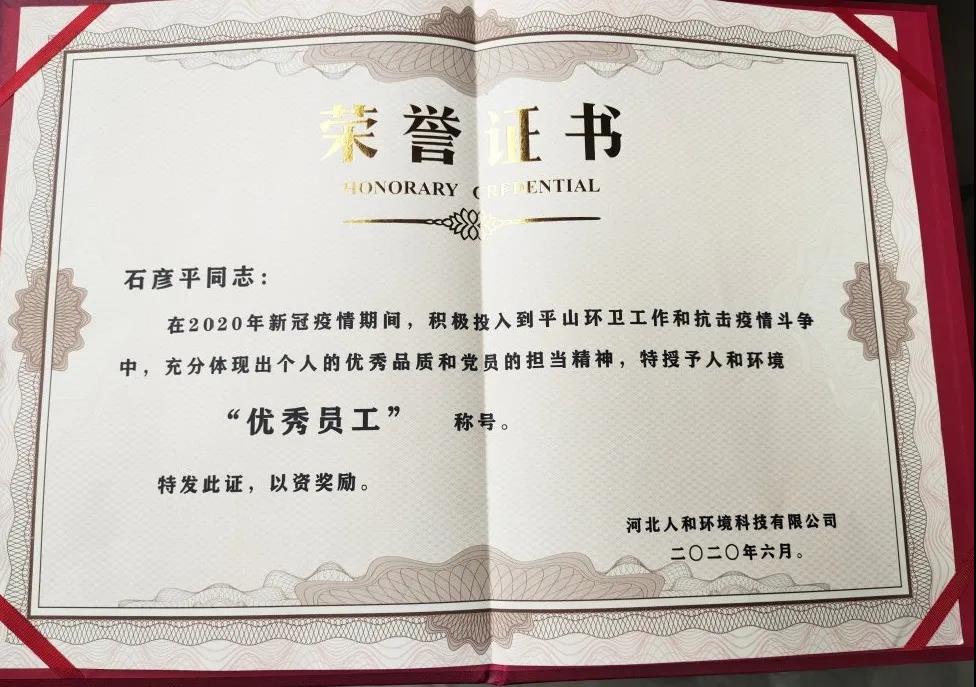 荣誉证书
HONORARY CREDENTIAL
石彦平同志：
在2020年新冠疫情期间，积极投入到平山环卫工作和抗击疫情斗争
中，充分体现出个人的优秀品质和党员的担当精神，特授予人和环境
“优秀员工” 称号。
特发此证，以资奖励。
河北人和环境科技有限公司
二〇二〇年六月。